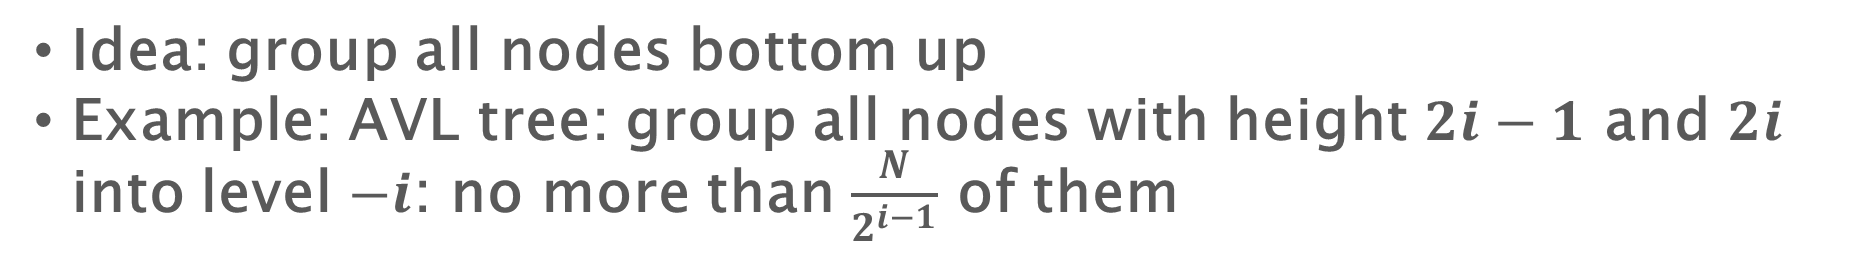 • Idea: group all nodes bottom up
• Example: AVL tree: group all nodes with height 2i − 1 and 2i
into level −i: no more than N/2^{i−1} of them